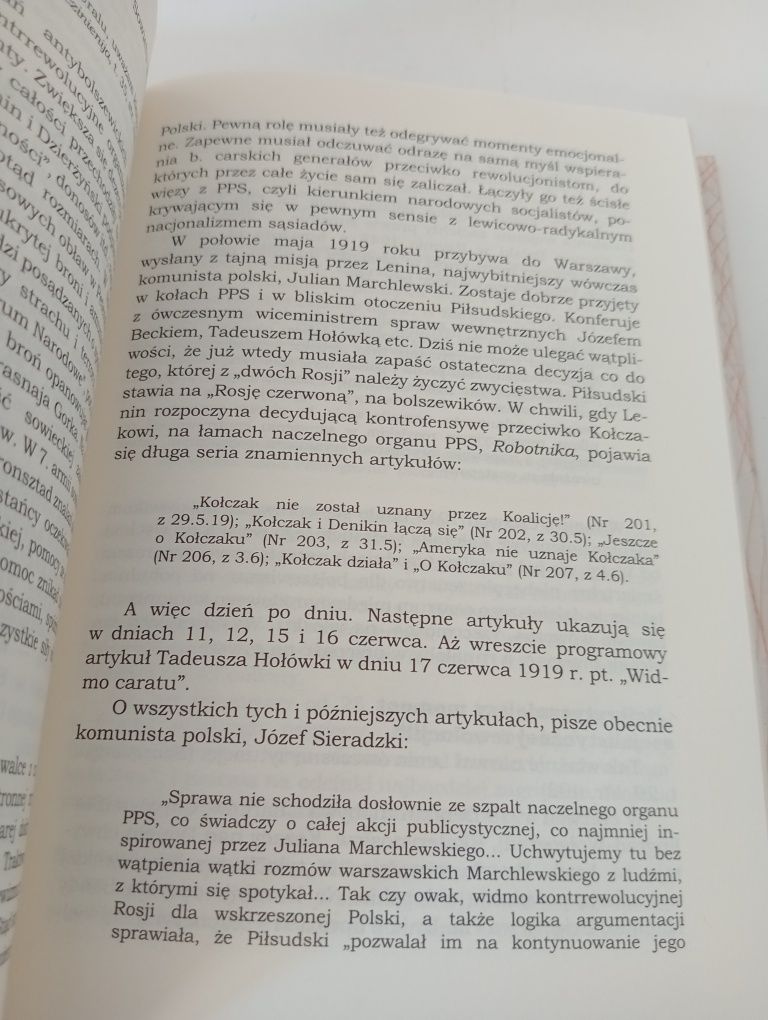 Polski. Pewną rolę musiały też odegrywać momenty emocjonal-
ne. Zapewne musiał odczuwać odrazę na samą myśl wspiera-
nia b. carskich generałów przeciwko rewolucjonistom, do
których przez całe życie sam się zaliczał. Łączyły go też ścisłe
więzy z PPS, czyli kierunkiem narodowych socjalistów, po-
krywającym się w pewnym sensie z lewicowo-radykalnym
nacjonalizmem sąsiadów.
W połowie maja 1919 roku przybywa do Warszawy,
wysłany z tajną misją przez Lenina, najwybitniejszy wówczas
komunista polski, Julian Marchlewski. Zostaje dobrze przyjęty
w kołach PPS i w bliskim otoczeniu Piłsudskiego. Konferuje
z ówczesnym wiceministrem spraw wewnętrznych Józefem
Beckiem, Tadeuszem Hołówką etc. Dziś nie może ulegać wątpli-
wości, że już wtedy musiała zapaść ostateczna decyzja co do
tego, której z „dwóch Rosji” należy życzyć zwycięstwa. Piłsudski
stawia na „Rosję czerwoną”, na bolszewików. W chwili, gdy Le-
nin rozpoczyna decydującą kontrofensywę przeciwko Kołcza-
kowi, na łamach naczelnego organu PPS, Robotnika, pojawia
się długa seria znamiennych artykułów:
„Kołczak nie został uznany przez Koalicję!” (Nr 201,
z 29.5.19); „Kołczak i Denikin łączą się” (Nr 202, z 30.5); „Jeszcze
o Kołczaku” (Nr 203, z 31.5); „Ameryka nie uznaje Kołczaka”
(Nr 206, z 3.6); „Kołczak działa” i „O Kołczaku” (Nr 207, z 4.6).
A więc dzień po dniu. Następne artykuły ukazują się
w dniach 11, 12, 15 i 16 czerwca. Aż wreszcie programowy
artykuł Tadeusza Hołówki w dniu 17 czerwca 1919 r. pt. „Wid-
mo caratu”.
O wszystkich tych i późniejszych artykułach, pisze obecnie
komunista polski, Józef Sieradzki:
„Sprawa nie schodziła dosłownie ze szpalt naczelnego organu
PPS, co świadczy o całej akcji publicystycznej, co najmniej in-
spirowanej przez Juliana Marchlewskiego... Uchwytujemy tu bez
wątpienia wątki rozmów warszawskich Marchlewskiego z ludźmi,
z którymi się spotykał... Tak czy owak, widmo kontrrewolucyjnej
Rosji dla wskrzeszonej Polski, a także logika argumentacji
sprawiała, że Piłsudski „pozwalał im na kontynuowanie jego